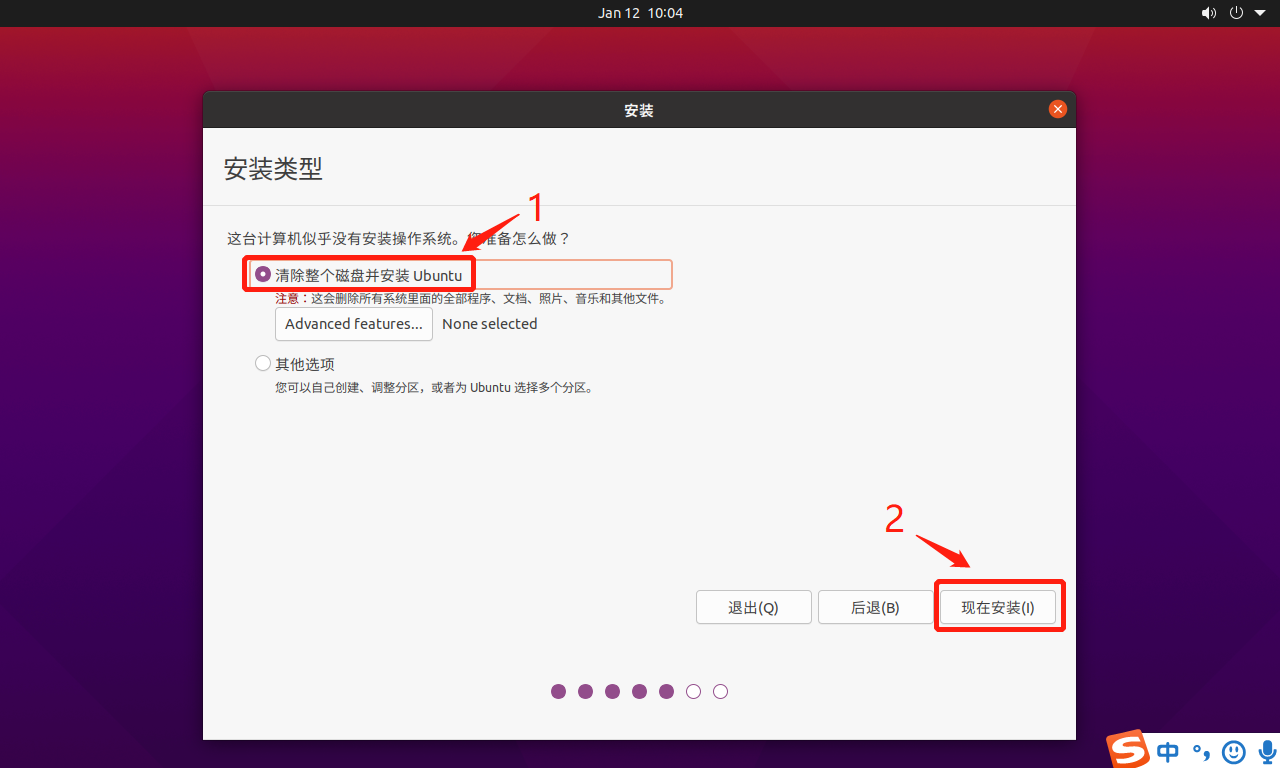 Jan 12 10:04
安装
安装类型
1
这台计算机似乎没有安装操作系统。您准备怎么做？
清除整个磁盘并安装 Ubuntu
注意：这会删除所有系统里面的全部程序、文档、照片、音乐和其他文件。
Advanced features... None selected
其他选项
您可以自己创建、调整分区，或者为 Ubuntu 选择多个分区。
2
退出(Q) 后退(B) 现在安装(I)
S 中 °,